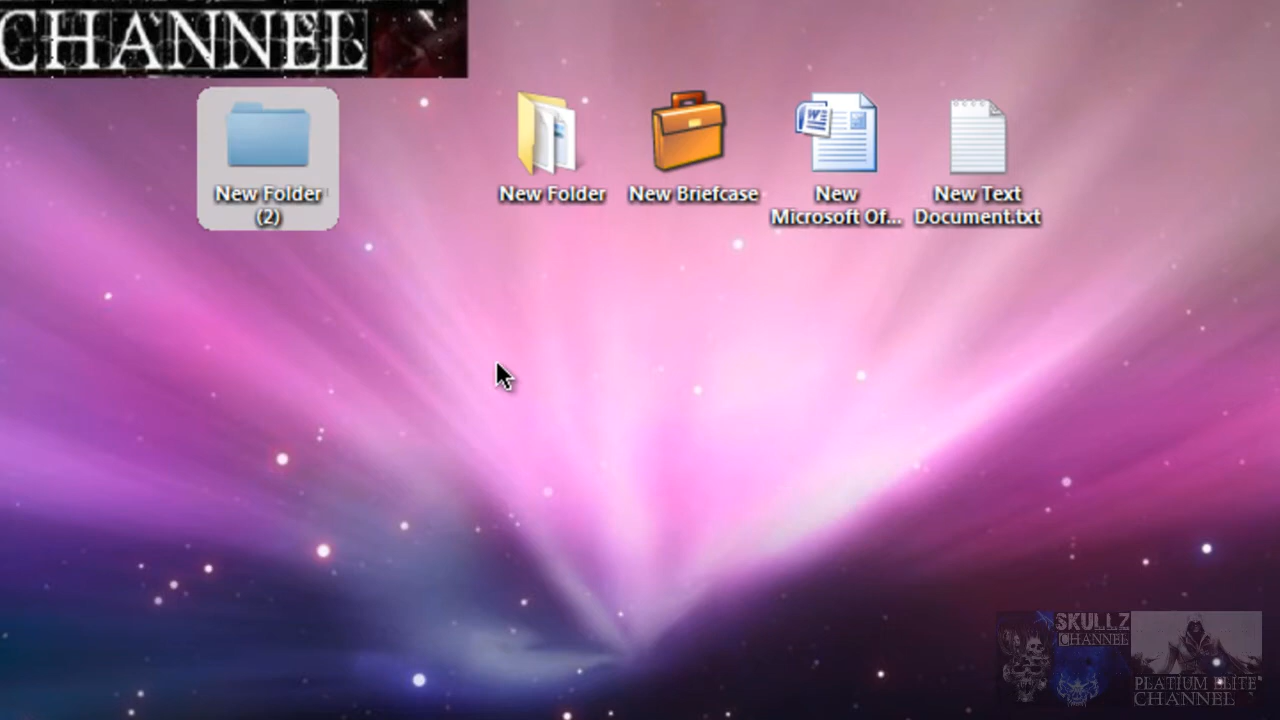 CHANNEL
New Folder
(2)
New Folder
New Briefcase
New
Microsoft Of...
New Text
Document.txt
SKULLZ
CHANNEL
PLATIUM ELITE
CHANNEL